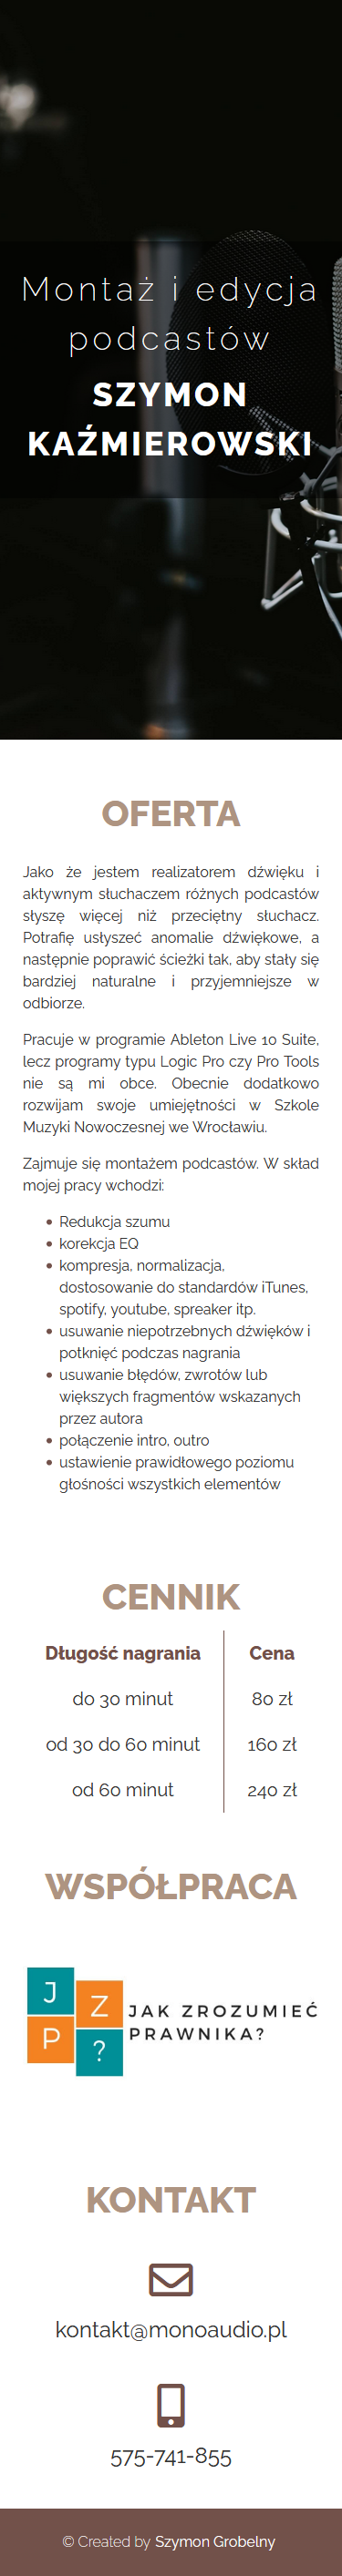 Montaż i edycja
podcastów
SZYMON
KAŹMIEROWSKI
OFERTA
Jako że jestem realizatorem dźwięku i
aktywnym słuchaczem różnych podcastów
słyszę więcej niż przeciętny słuchacz.
Potrafię usłyszeć anomalie dźwiękowe, a
następnie poprawić ścieżki tak, aby stały się
bardziej naturalne i przyjemniejsze w
odbiorze.
Pracuje w programie Ableton Live 10 Suite,
lecz programy typu Logic Pro czy Pro Tools
nie są mi obce. Obecnie dodatkowo
rozwijam swoje umiejętności w Szkole
Muzyki Nowoczesnej we Wrocławiu.
Zajmuje się montażem podcastów. W skład
mojej pracy wchodzi:
Redukcja szumu
korekcja EQ
kompresja, normalizacja,
dostosowanie do standardów iTunes,
spotify, youtube, spreaker itp.
usuwanie niepotrzebnych dźwięków i
potknięć podczas nagrania
usuwanie błędów, zwrotów lub
większych fragmentów wskazanych
przez autora
połączenie intro, outro
ustawienie prawidłowego poziomu
głośności wszystkich elementów
CENNIK
Długość nagrania Cena
do 30 minut 80 zł
od 30 do 60 minut 160 zł
od 60 minut 240 zł
WSPÓŁPRACA
J Z
P ?
JAK ZROZUMIEĆ
PRAWNIKA?
KONTAKT
kontakt@monoaudio.pl
575-741-855
© Created by Szymon Grobelny